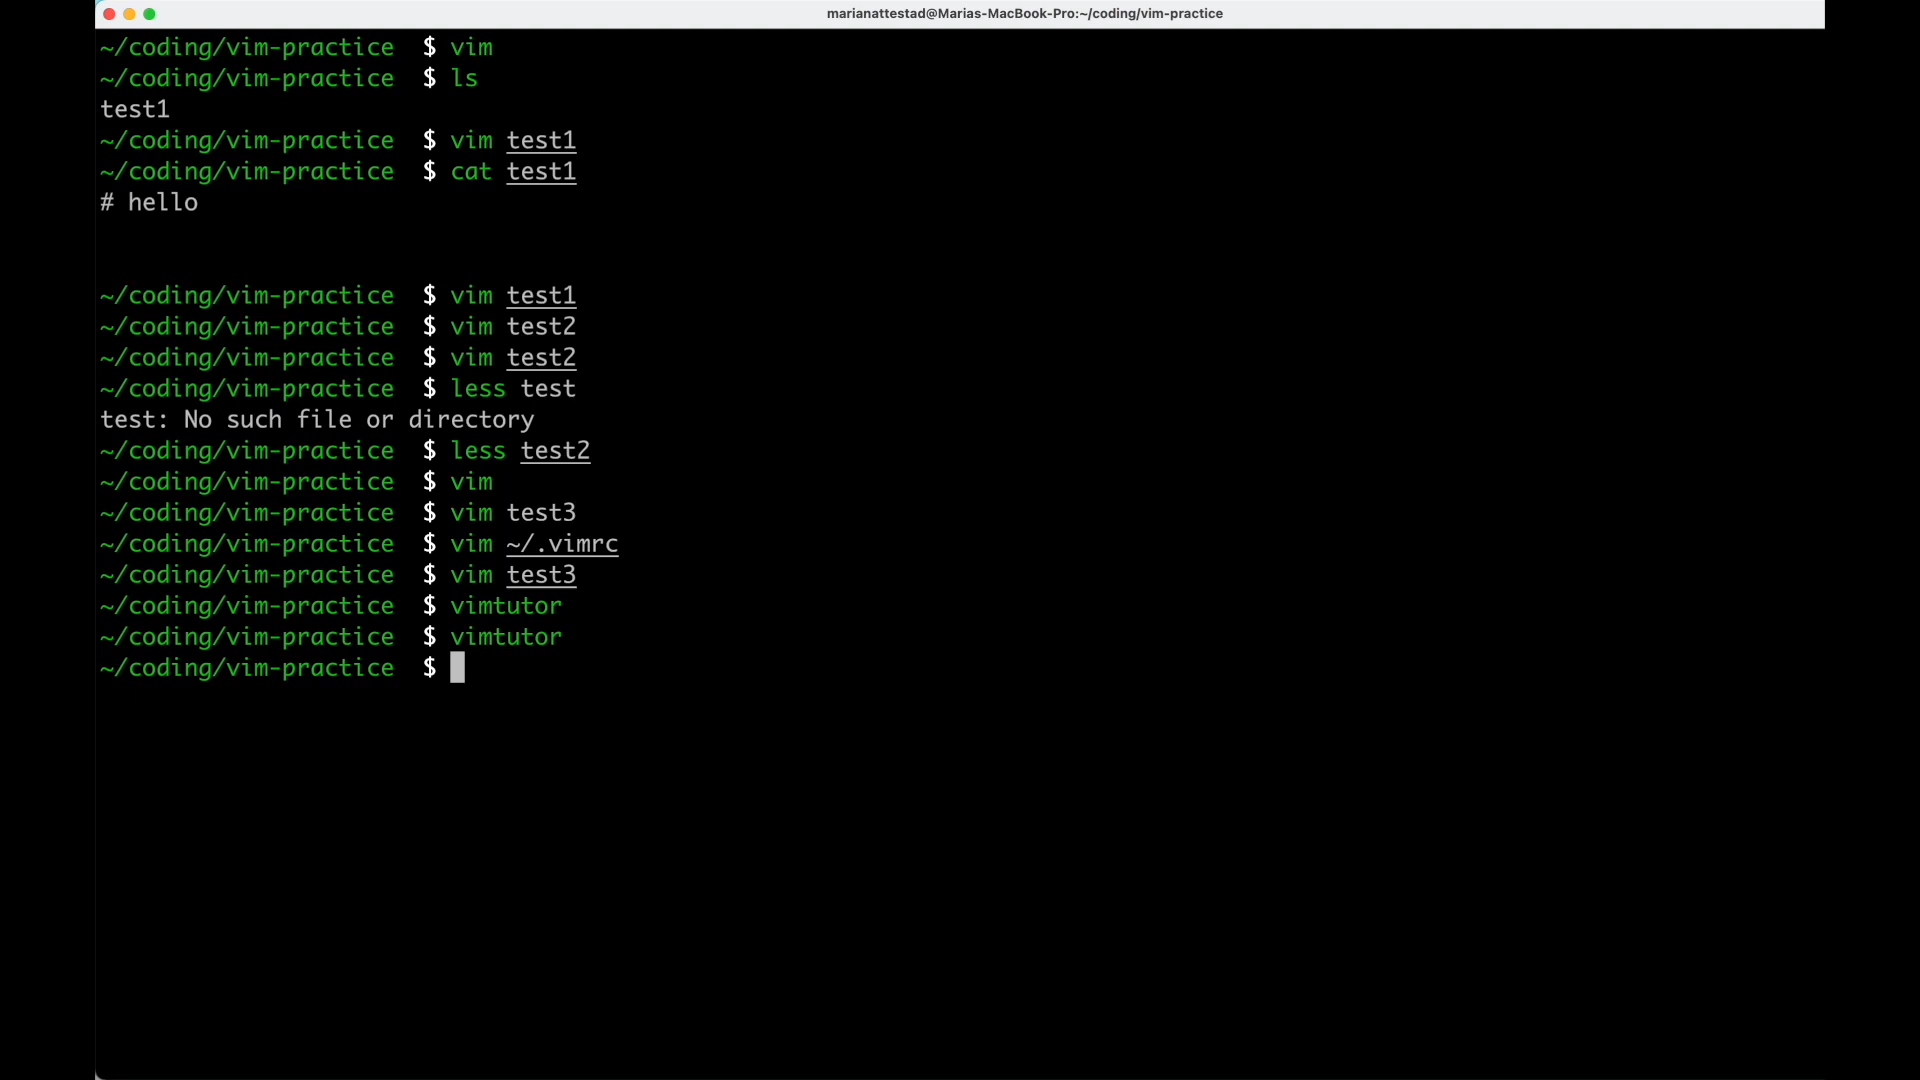 marianattestad@Marias-MacBook-Pro:~/coding/vim-practice
~/coding/vim-practice  $ vim
~/coding/vim-practice  $ ls
test1
~/coding/vim-practice  $ vim test1
~/coding/vim-practice  $ cat test1
# hello
~/coding/vim-practice  $ vim test1
~/coding/vim-practice  $ vim test2
~/coding/vim-practice  $ vim test2
~/coding/vim-practice  $ less test
test: No such file or directory
~/coding/vim-practice  $ less test2
~/coding/vim-practice  $ vim
~/coding/vim-practice  $ vim test3
~/coding/vim-practice  $ vim ~/.vimrc
~/coding/vim-practice  $ vim test3
~/coding/vim-practice  $ vimtutor
~/coding/vim-practice  $ vimtutor
~/coding/vim-practice  $